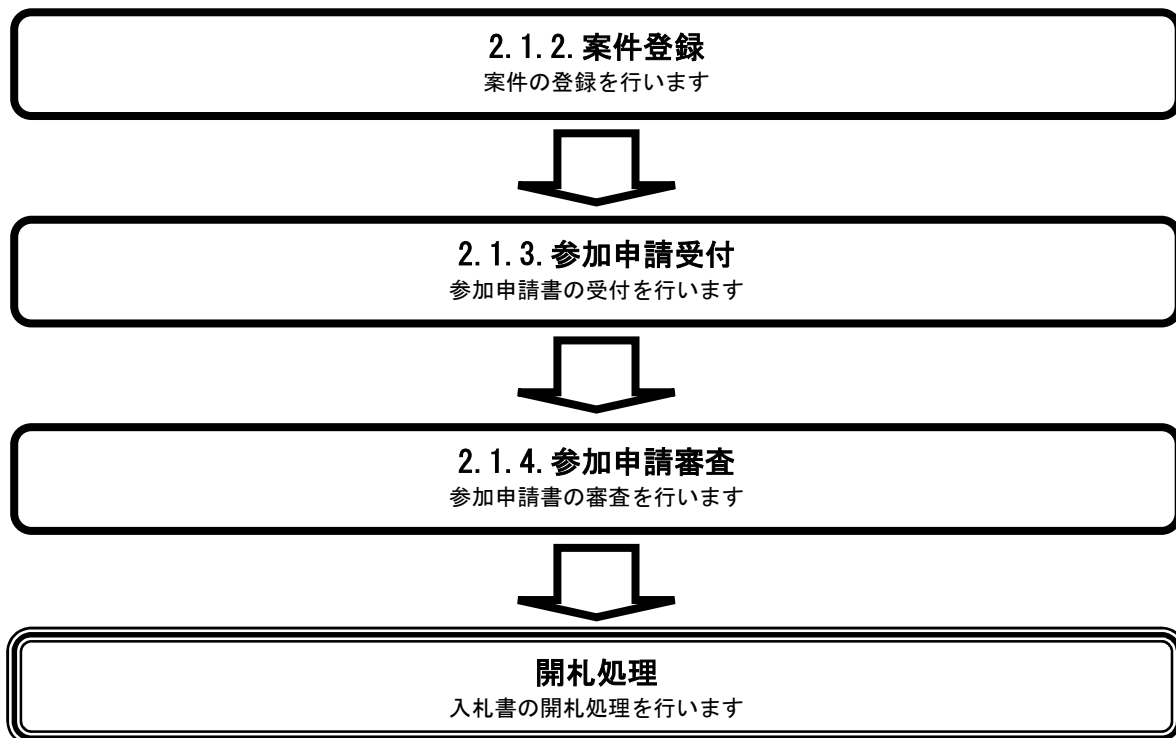 2.1.2.案件登録
案件の登録を行います
2.1.3.参加申請受付
参加申請書の受付を行います
2.1.4.参加申請審査
参加申請書の審査を行います
開札処理
入札書の開札処理を行います